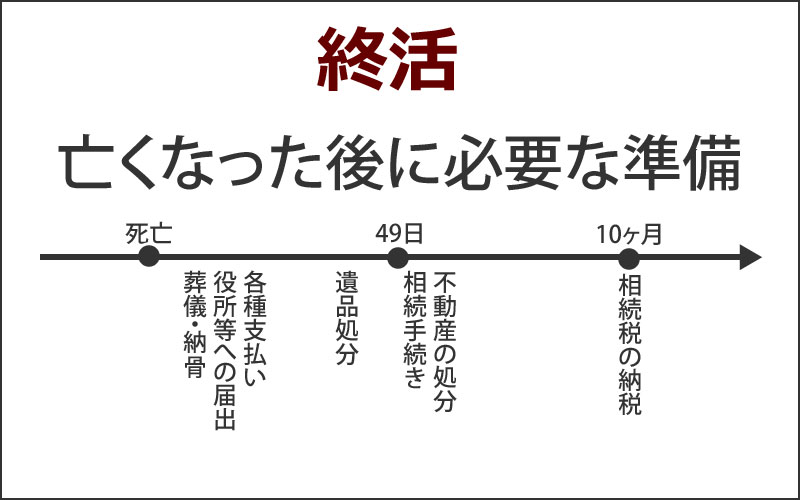 終活
亡くなった後に必要な準備
死亡
49日
10ヶ月
葬儀・納骨
役所等への届出
各種支払い
遺品処分
相続手続き
不動産の処分
相続税の納税